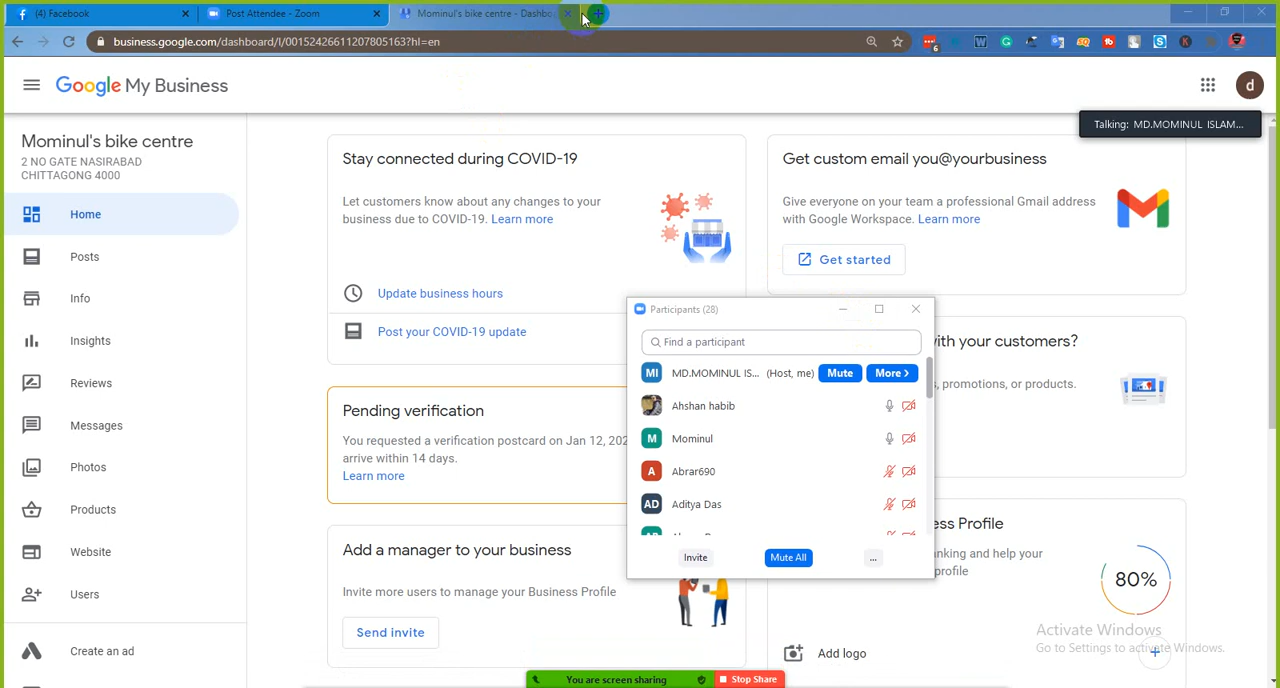 (4) Facebook
Post Attendee - Zoom
Mominul's bike centre - Dashbo
business.google.com/dashboard/l/00152426611207805163?hl=en
6
Google My Business
d
Talking: MD.MOMINUL ISLAM...
Mominul's bike centre
2 NO GATE NASIRABAD
CHITTAGONG 4000
Home
Posts
Info
Insights
Reviews
Messages
Photos
Products
Website
Users
Create an ad
Stay connected during COVID-19
Let customers know about any changes to your
business due to COVID-19. Learn more
Update business hours
Post your COVID-19 update
Pending verification
You requested a verification postcard on Jan 12, 202
arrive within 14 days.
Learn more
Add a manager to your business
Invite more users to manage your Business Profile
Send invite
Get custom email you@yourbusiness
Give everyone on your team a professional Gmail address
with Google Workspace. Learn more
Get started
with your customers?
s, promotions, or products.
ess Profile
anking and help your
profile
80%
Add logo
Participants (28)
Find a participant
MI MD.MOMINUL IS... (Host, me) Mute More >
Ahshan habib
M Mominul
A Abrar690
AD Aditya Das
Invite
Mute All
...
Activate Windows
Go to Settings to activate Windows.
You are screen sharing
Stop Share